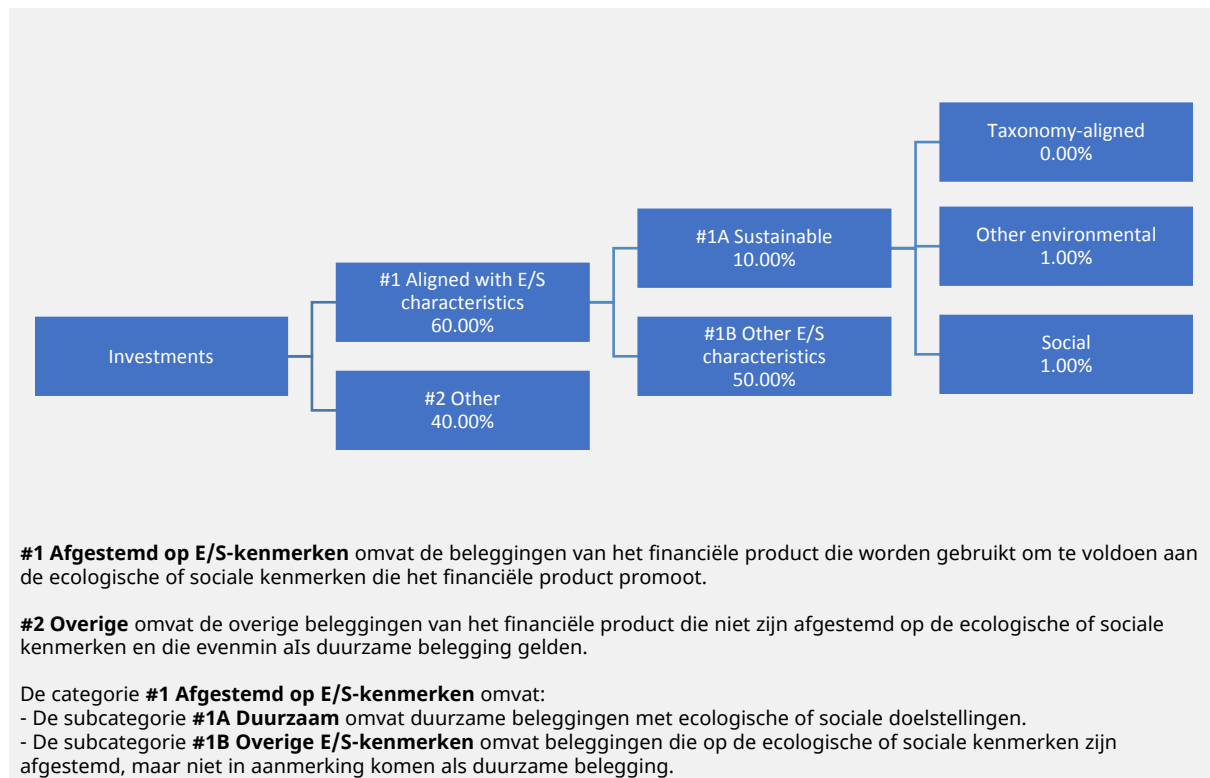 Investments
#1 Aligned with E/S
characteristics
60.00%
#2 Other
40.00%
#1A Sustainable
10.00%
#1B Other E/S
characteristics
50.00%
Taxonomy-aligned
0.00%
Other environmental
1.00%
Social
1.00%
#1 Afgestemd op E/S-kenmerken omvat de beleggingen van het financiële product die worden gebruikt om te voldoen aan
de ecologische of sociale kenmerken die het financiële product promoot.
#2 Overige omvat de overige beleggingen van het financiële product die niet zijn afgestemd op de ecologische of sociale
kenmerken en die evenmin aIs duurzame belegging gelden.
De categorie #1 Afgestemd op E/S-kenmerken omvat:
- De subcategorie #1A Duurzaam omvat duurzame beleggingen met ecologische of sociale doelstellingen.
- De subcategorie #1B Overige E/S-kenmerken omvat beleggingen die op de ecologische of sociale kenmerken zijn
afgestemd, maar niet in aanmerking komen als duurzame belegging.